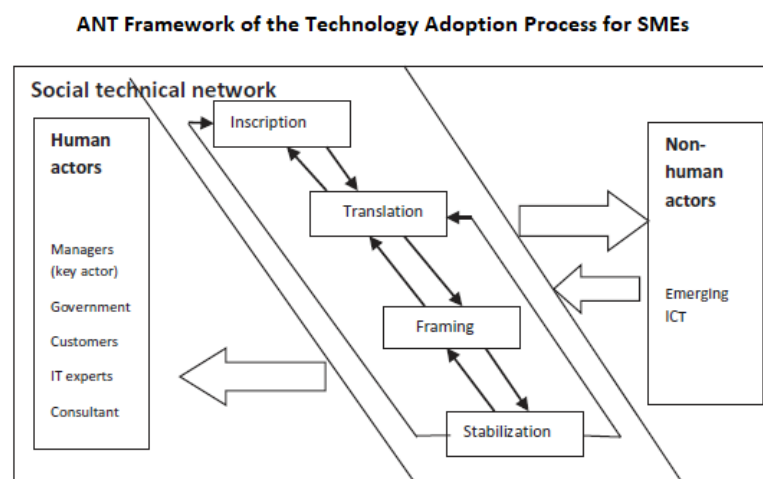 ANT Framework of the Technology Adoption Process for SMEs
Social technical network
Inscription
Human
actors
Managers
(key actor)
Government
Customers
IT experts
Consultant
Translation
Framing
Stabilization
Non-
human
actors
Emerging
ICT